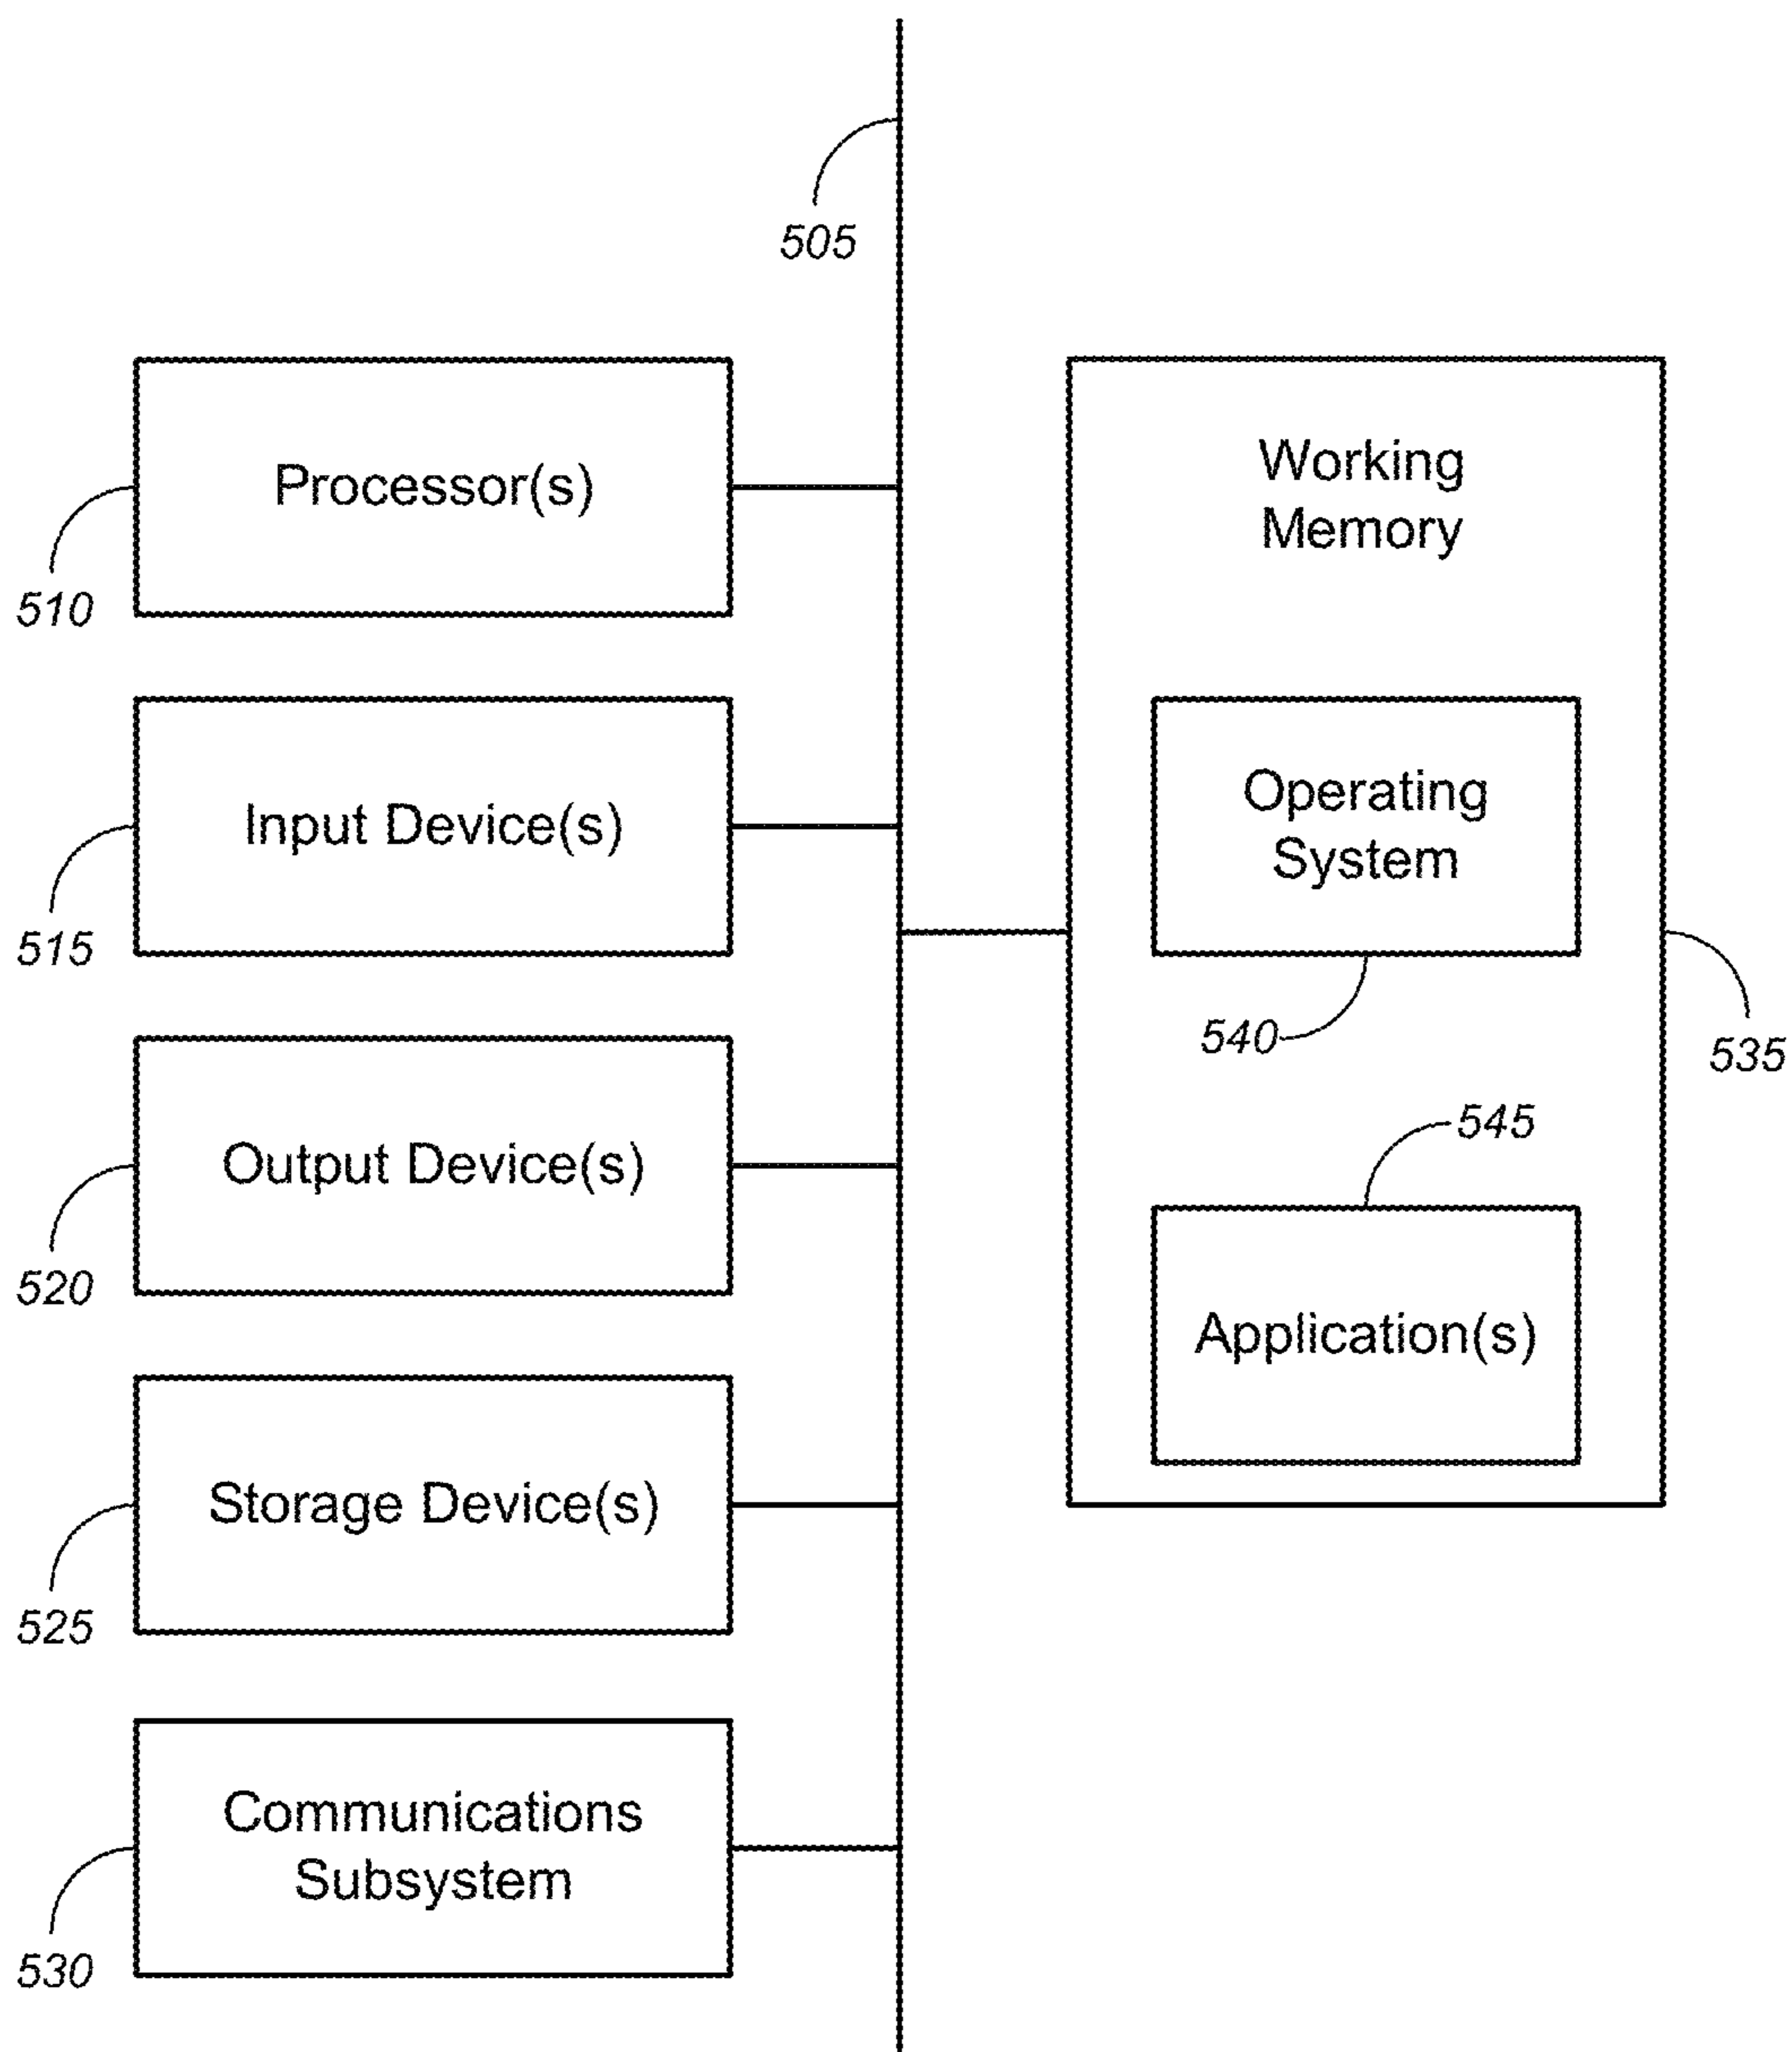 505
Processor(s)
510
Input Device(s)
515
Output Device(s)
520
Storage Device(s)
525
Communications
Subsystem
530
Working
Memory
Operating
System
540
535
545
Application(s)